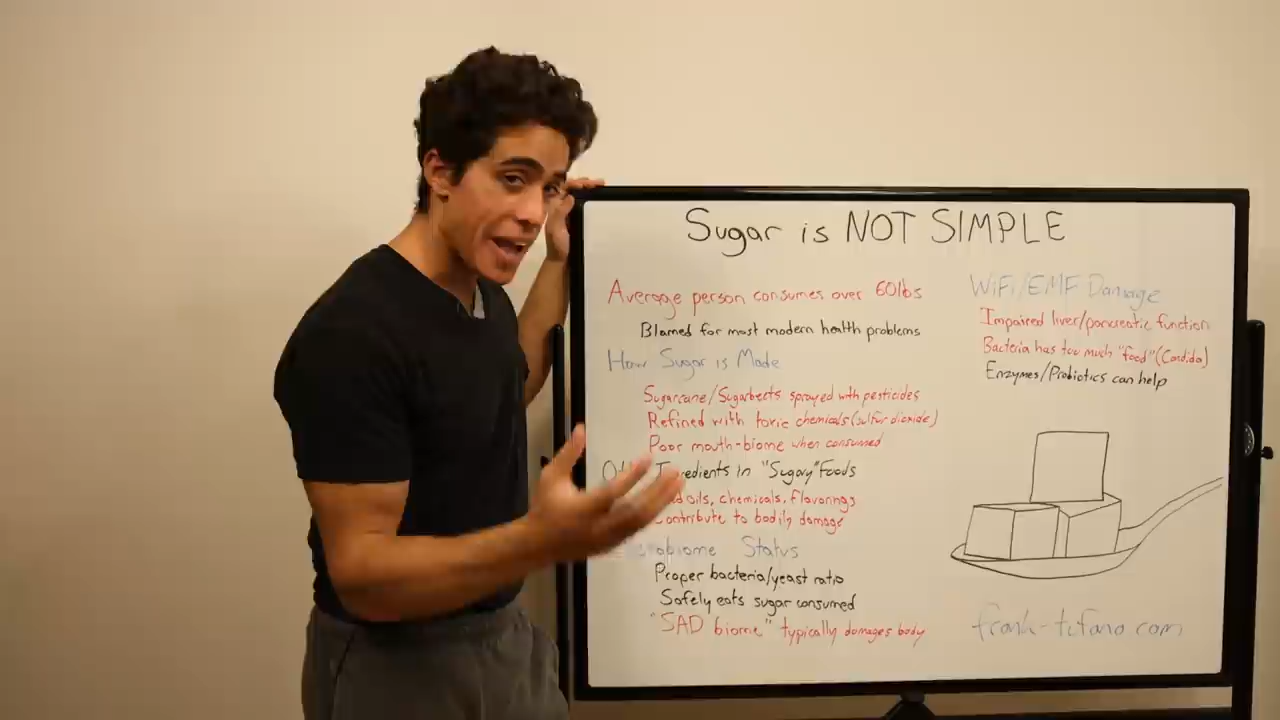 Sugar is NOT SIMPLE
Average person consumes over 60lbs
Blamed for most modern health problems
How Sugar is Made
Sugarcane/Sugarbeets sprayed with pesticides
Refined with toxic chemicals (sulfur dioxide)
Poor mouth-biome when consumed
Ingredients in "Sugary" Foods
oils, chemicals, flavorings
contribute to bodily damage
Status
Proper bacteria/yeast ratio
Safely eats sugar consumed
"SAD biome" typically damages body
WiFi/EMF Damage
Impaired liver/pancreatic function
Bacteria has too much "food" (Candida)
Enzymes/Probiotics can help
frank-tufano.com